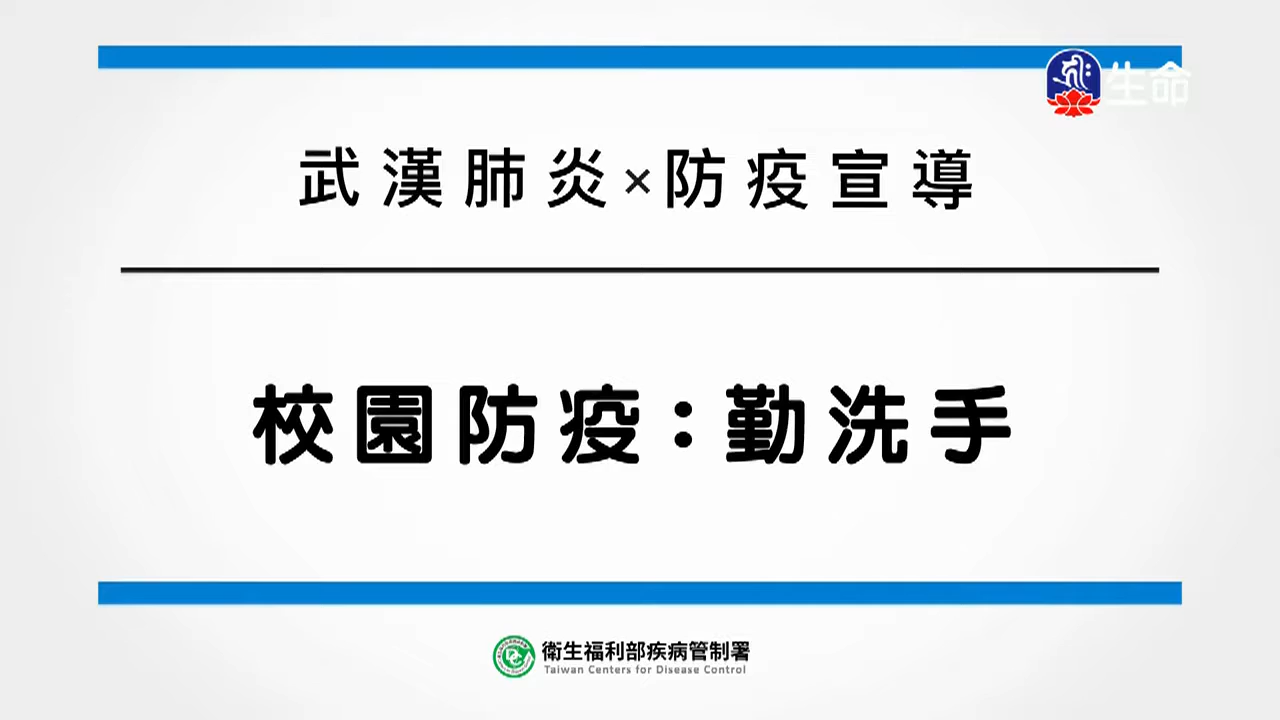 生命
武漢肺炎×防疫宣導
校園防疫：勤洗手
衛生福利部疾病管制署
Taiwan Centers for Disease Control